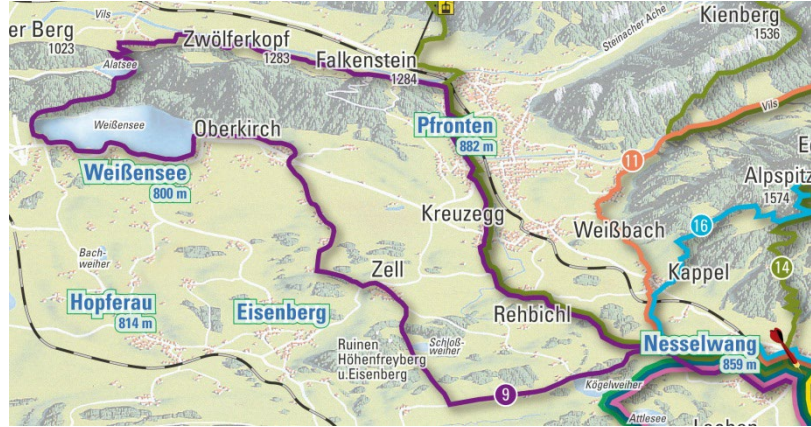 er Berg
1023
Vils
Zwölferkopf
1283
Falkenstein
1284
Steinacher Ache
Kienberg
1536
Alatsee
Weißensee
Oberkirch
Pfronten
882 m
Vils
11
Weißensee
800 m
Alpspitz
1574
Kreuzegg
Weißbach
16
Bach-
weiher
Zell
Kappel
14
Hopferau
814 m
Eisenberg
Rehbichl
Ruinen
Höhenfreyberg
u.Eisenberg
Schloß-
weiher
Nesselwang
859 m
9
Kögelweiher
Attlesee